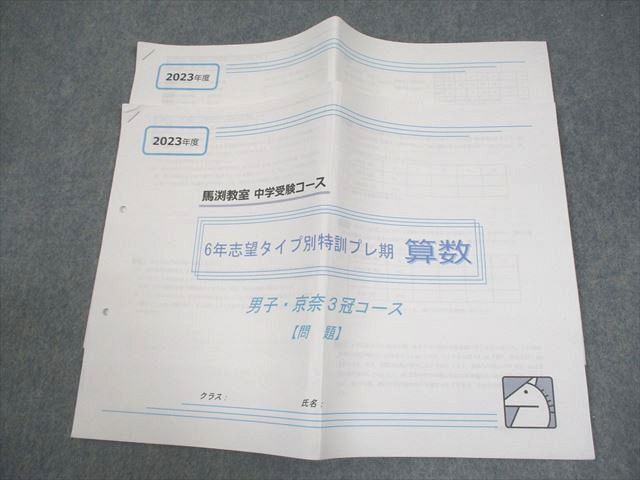 2023年度
2023年度
馬渕教室 中学受験コース
6年志望タイプ別特訓プレ期 算数
男子・京奈3冠コース
【問 題】
クラス： 氏名：